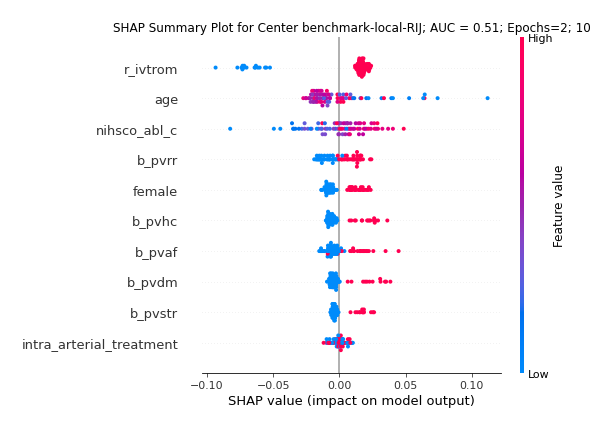 SHAP Summary Plot for Center benchmark-local-RIJ; AUC = 0.51; Epochs=2; 10
High
r_ivtrom
age
nihsco_abl_c
b_pvrr
female
b_pvhc
b_pvaf
b_pvdm
b_pvstr
intra_arterial_treatment
Feature value
Low
−0.10 −0.05 0.00 0.05 0.10
SHAP value (impact on model output)